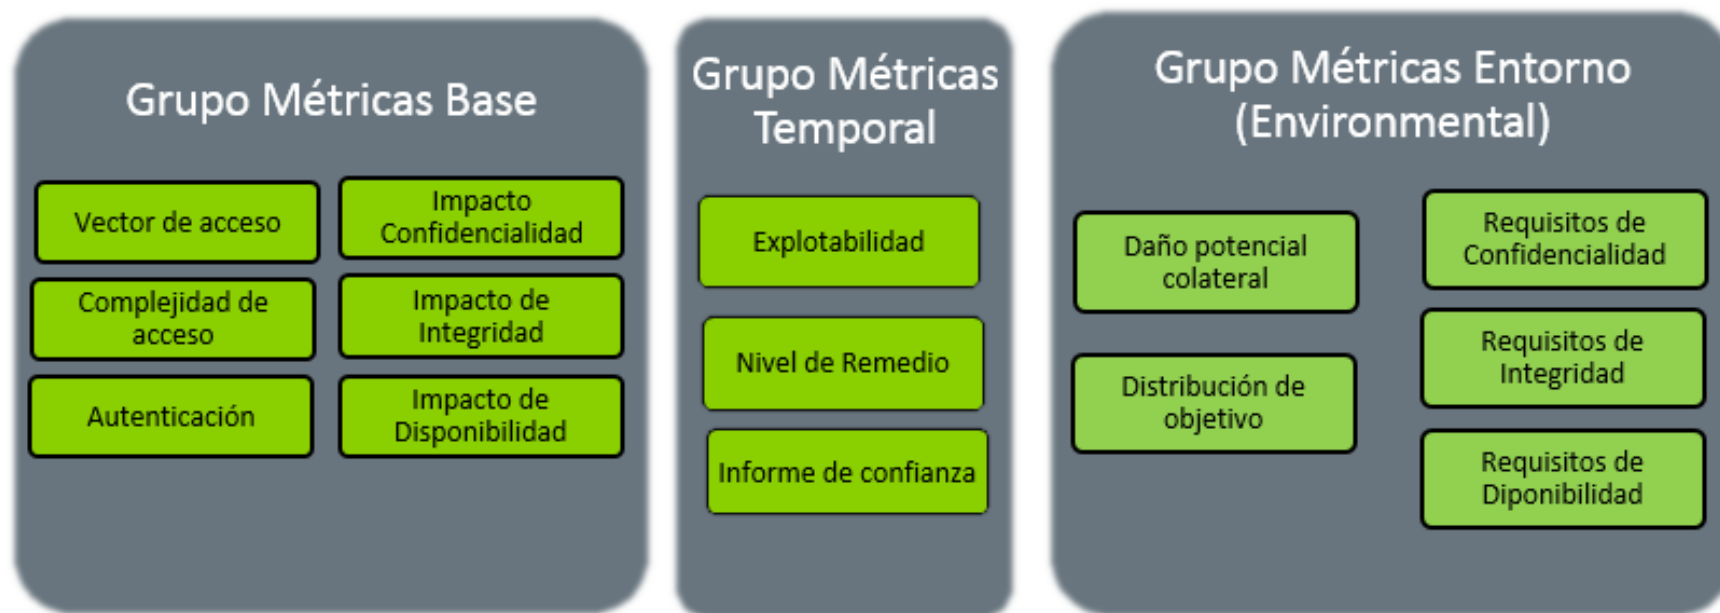 Grupo Métricas Base
Vector de acceso
Impacto
Confidencialidad
Complejidad de
acceso
Impacto de
Integridad
Autenticación
Impacto de
Disponibilidad
Grupo Métricas
Temporal
Explotabilidad
Nivel de Remedio
Informe de confianza
Grupo Métricas Entorno
(Environmental)
Daño potencial
colateral
Distribución de
objetivo
Requisitos de
Confidencialidad
Requisitos de
Integridad
Requisitos de
Diponibilidad